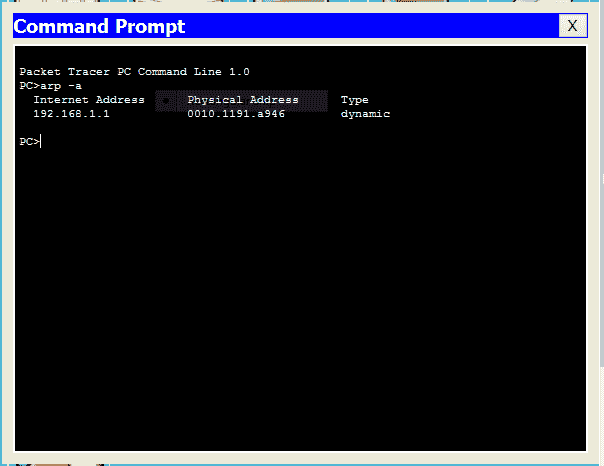 Command Prompt X
Packet Tracer PC Command Line 1.0
PC>arp -a
Internet Address Physical Address Type
192.168.1.1 0010.1191.a946 dynamic
PC>